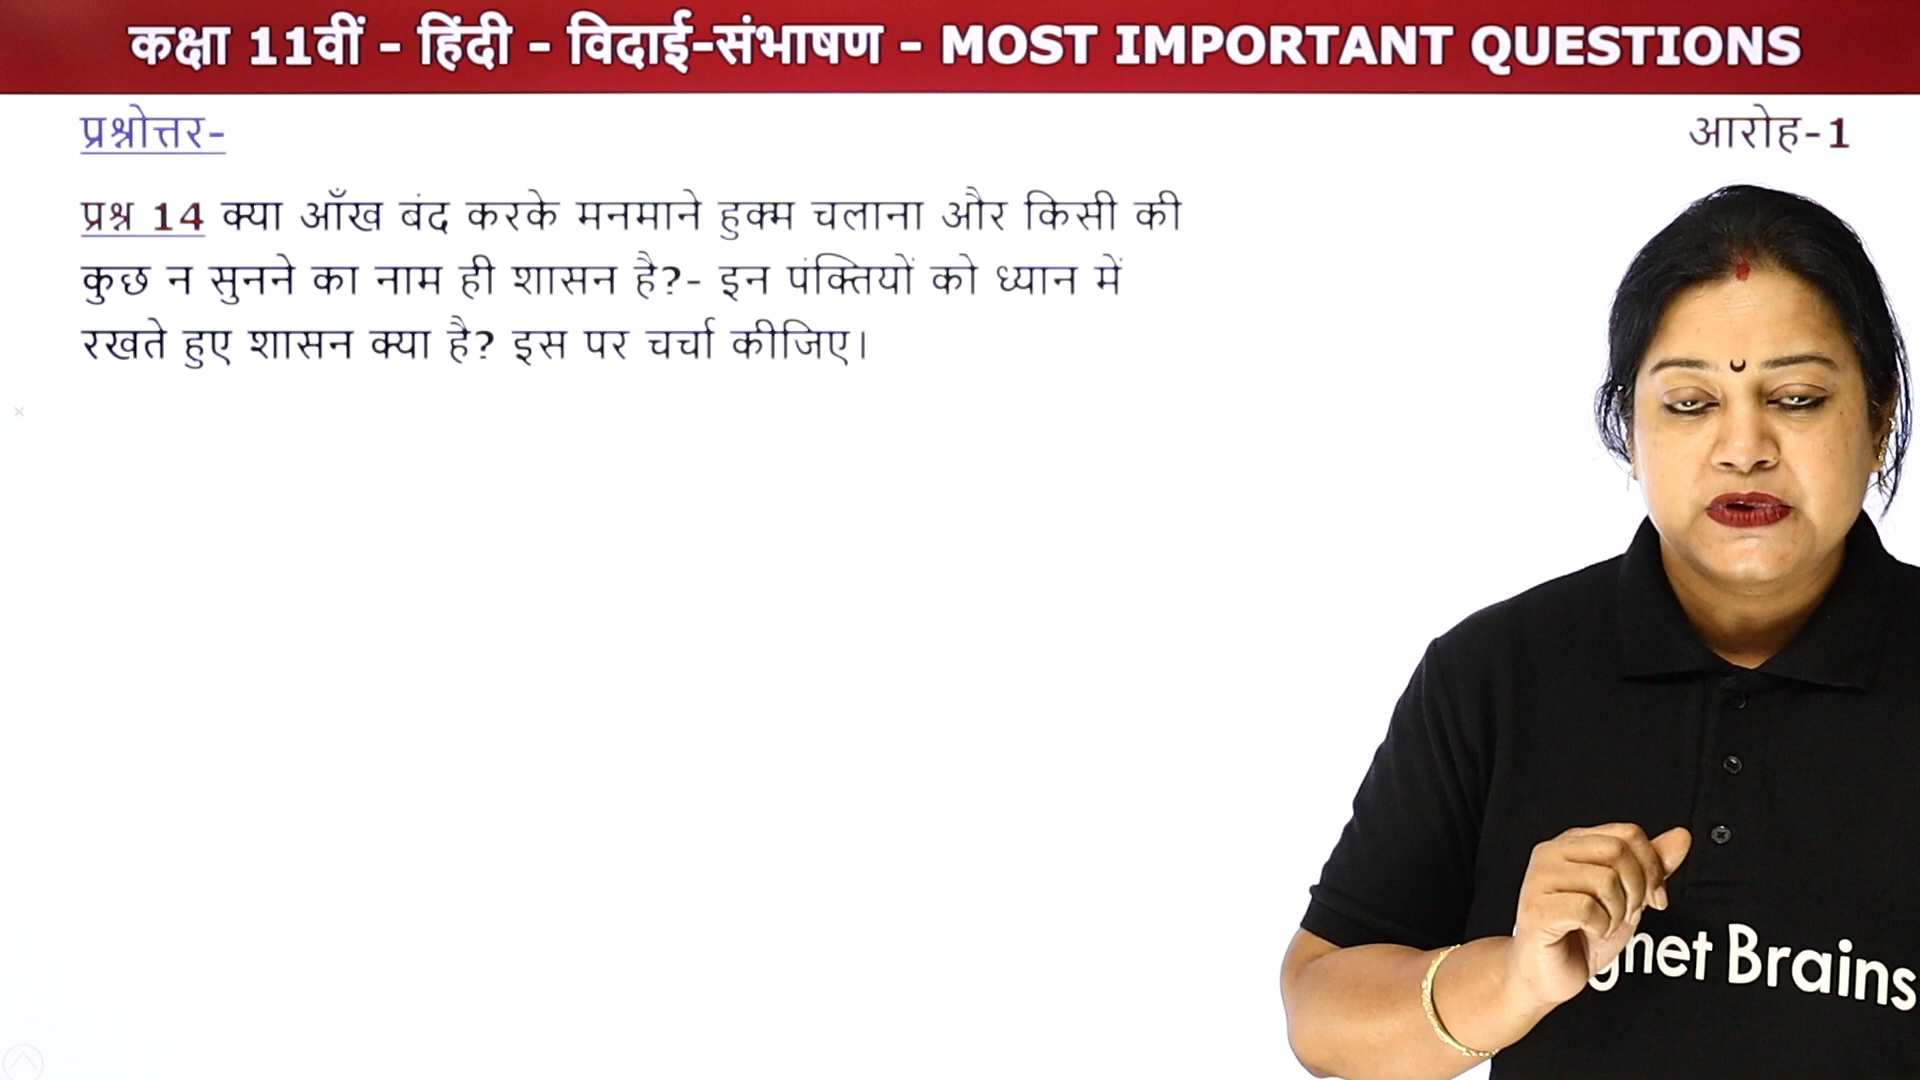 कक्षा 11वीं - हिंदी - विदाई-संभाषण - MOST IMPORTANT QUESTIONS
प्रश्नोत्तर-
आरोह-1
प्रश्न 14 क्या आँख बंद करके मनमाने हुक्म चलाना और किसी की
कुछ न सुनने का नाम ही शासन है?- इन पंक्तियों को ध्यान में
रखते हुए शासन क्या है? इस पर चर्चा कीजिए।
gnet Brains